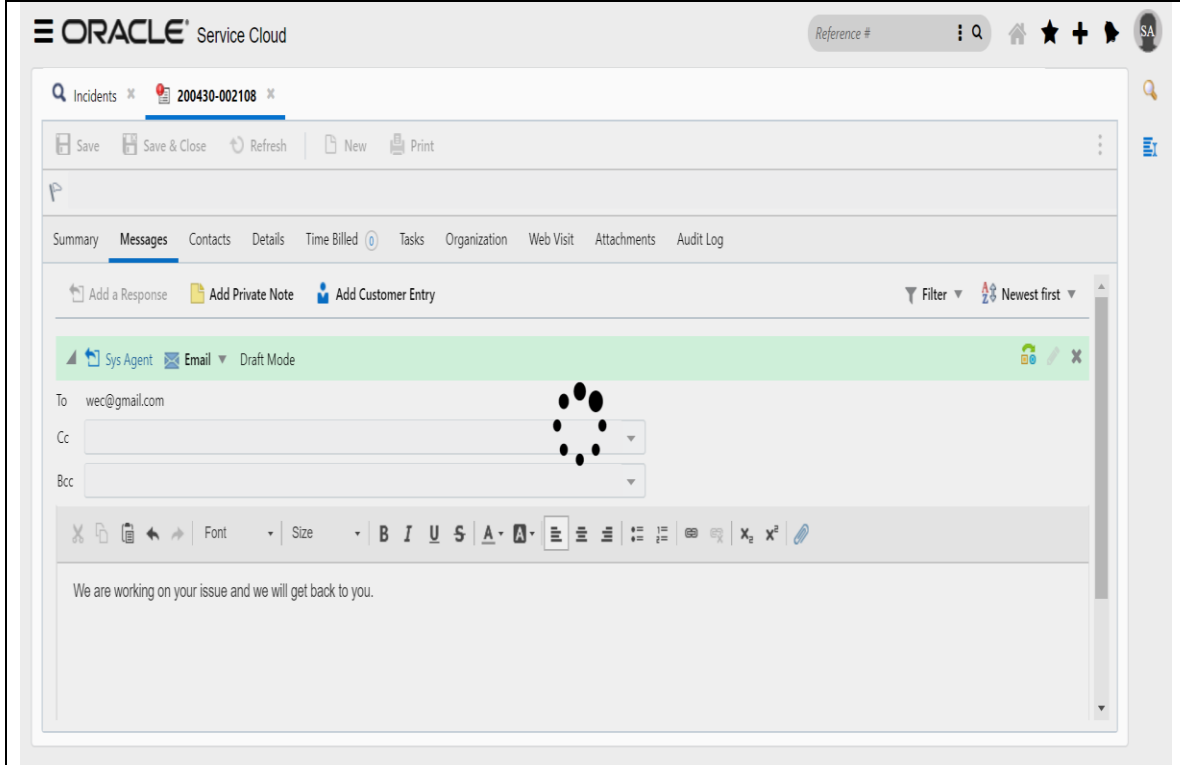 ORACLE Service Cloud Reference # SA
Incidents 200430-002108
Save Save & Close Refresh New Print
Summary Messages Contacts Details Time Billed 0 Tasks Organization Web Visit Attachments Audit Log
Add a Response Add Private Note Add Customer Entry Filter Newest first
Sys Agent Email Draft Mode
To wec@gmail.com
Cc
Bcc
Font Size B I U S A A X₂ X²
We are working on your issue and we will get back to you.